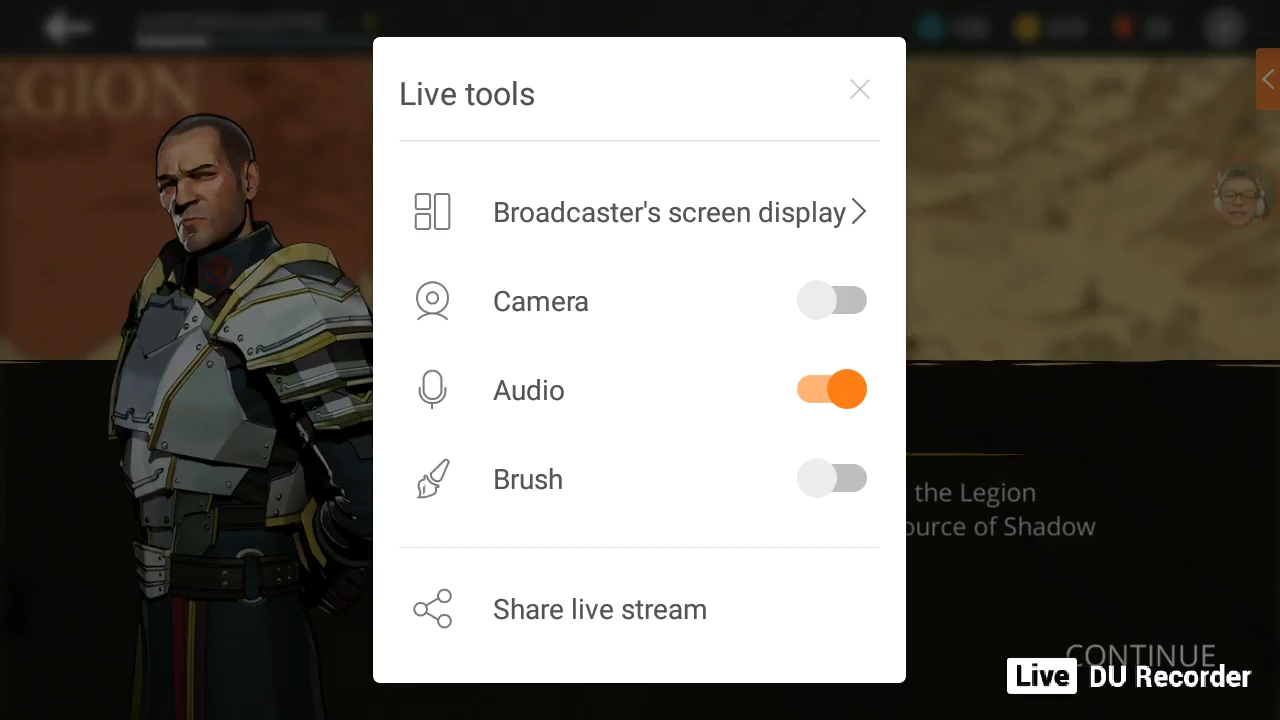 EGION
Live tools
Broadcaster's screen display
Camera
Audio
Brush
the Legion
ource of Shadow
Share live stream
CONTINUE
Live DU Recorder